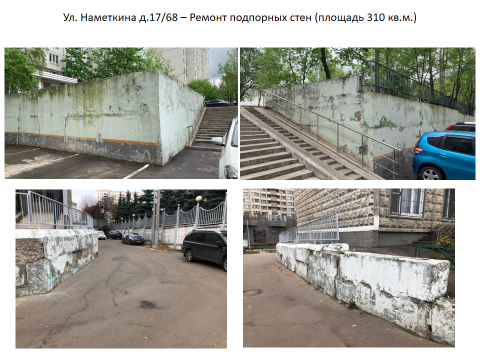 Ул. Наметкина д.17/68 – Ремонт подпорных стен (площадь 310 кв.м.)